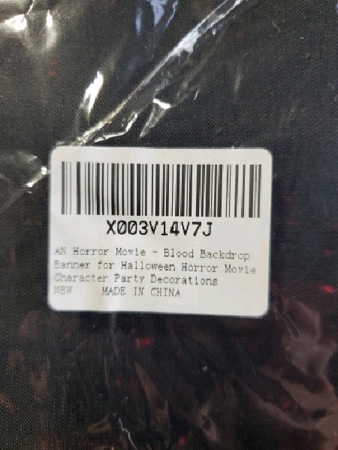 X003V14V7J
AN Horror Movie - Blood Backdrop
Banner for Halloween Horror Movie
Character Party Decorations
NEW MADE IN CHINA